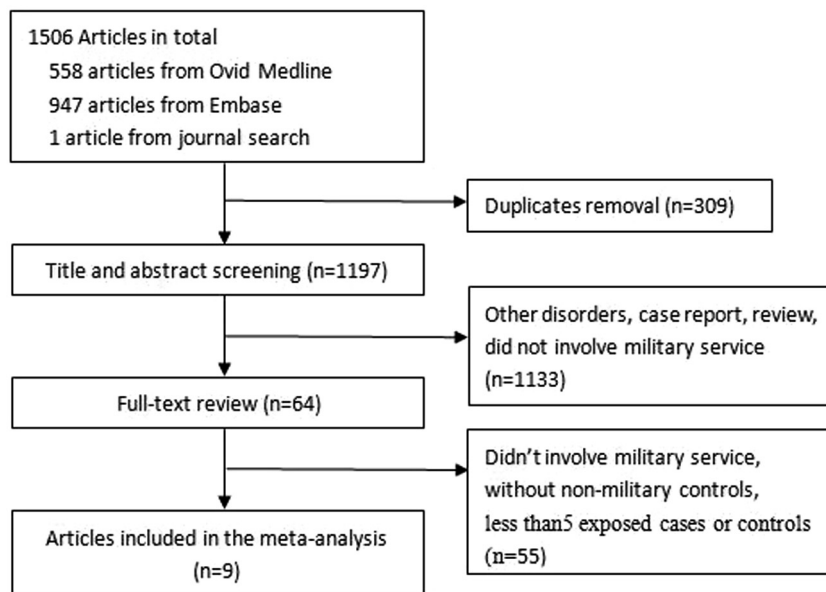 1506 Articles in total
558 articles from Ovid Medline
947 articles from Embase
1 article from journal search
Duplicates removal (n=309)
Title and abstract screening (n=1197)
Other disorders, case report, review,
did not involve military service
(n=1133)
Full-text review (n=64)
Didn't involve military service,
without non-military controls,
less than5 exposed cases or controls
(n=55)
Articles included in the meta-analysis
(n=9)